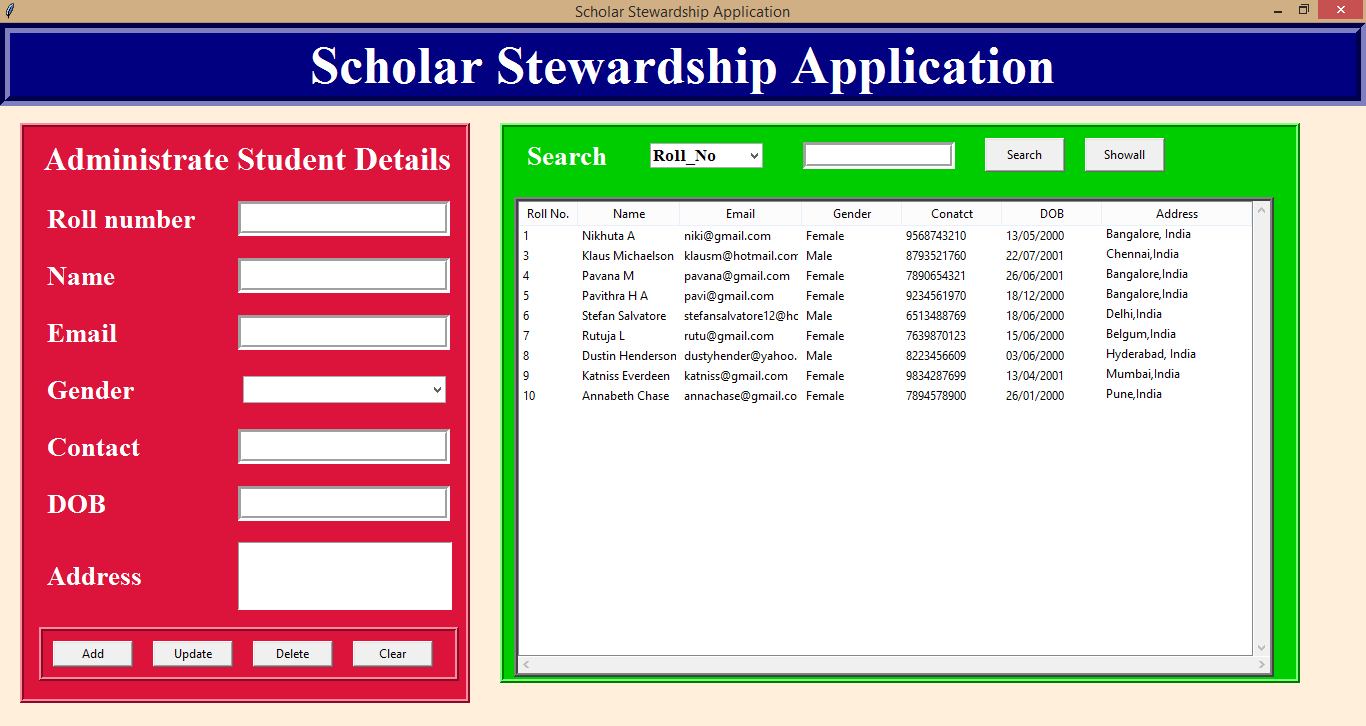 Scholar Stewardship Application
Scholar Stewardship Application
Administrate Student Details
Roll number
Name
Email
Gender
Contact
DOB
Address
Add Update Delete Clear
Search Roll_No Search Showall
Roll No. Name Email Gender Conatct DOB Address
1 Nikhuta A niki@gmail.com Female 9568743210 13/05/2000 Bangalore, India
3 Klaus Michaelson klausm@hotmail.com Male 8793521760 22/07/2001 Chennai,India
4 Pavana M pavana@gmail.com Female 7890654321 26/06/2001 Bangalore,India
5 Pavithra H A pavi@gmail.com Female 9234561970 18/12/2000 Bangalore,India
6 Stefan Salvatore stefansalvatore12@hc Male 6513488769 18/06/2000 Delhi,India
7 Rutuja L rutu@gmail.com Female 7639870123 15/06/2000 Belgum,India
8 Dustin Henderson dustyhender@yahoo. Male 8223456609 03/06/2000 Hyderabad, India
9 Katniss Everdeen katniss@gmail.com Female 9834287699 13/04/2001 Mumbai,India
10 Annabeth Chase annachase@gmail.co Female 7894578900 26/01/2000 Pune,India